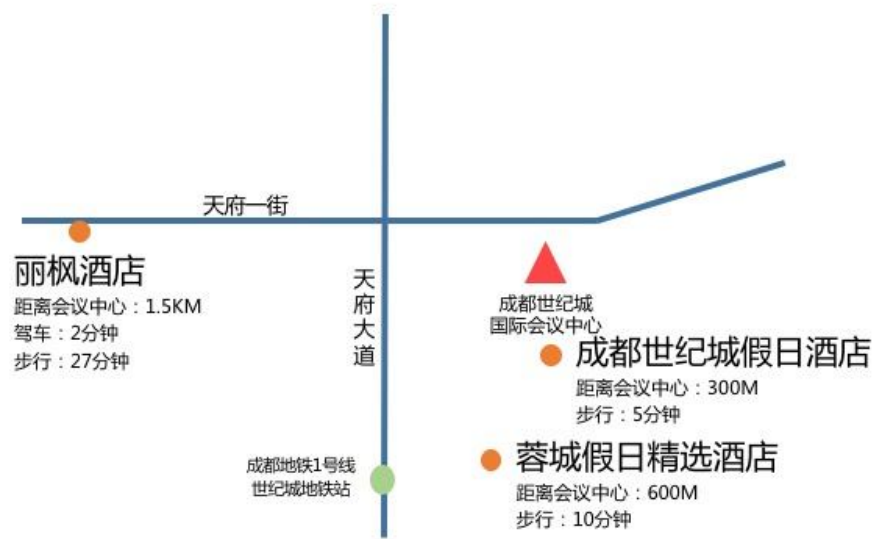 天府一街
丽枫酒店
距离会议中心：1.5KM
驾车：2分钟
步行：27分钟
天府大道
成都世纪城
国际会议中心
成都世纪城假日酒店
距离会议中心：300M
步行：5分钟
成都地铁1号线
世纪城地铁站
蓉城假日精选酒店
距离会议中心：600M
步行：10分钟